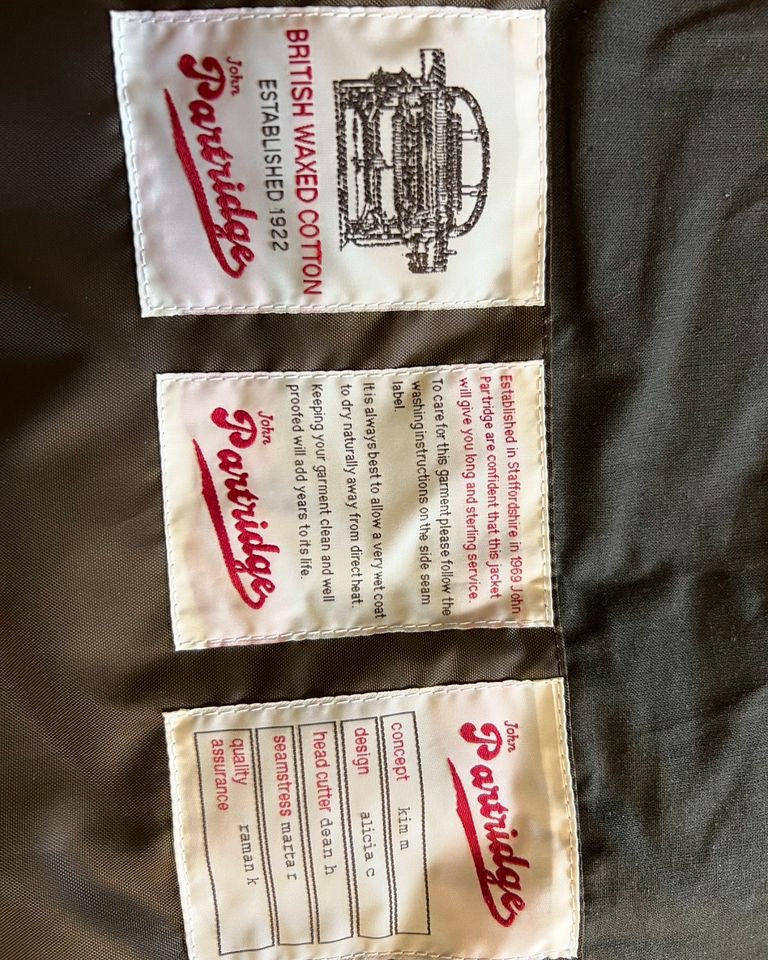 BRITISH WAXED COTTON
ESTABLISHED 1922
John
Partridge
Established in Staffordshire in 1969 John
Partridge are confident that this jacket
will give you long and sterling service.
To care for this garment please follow the
washing instructions on the side seam
label.
It is always best to allow a very wet coat
to dry naturally away from direct heat.
Keeping your garment clean and well
proofed will add years to its life.
John
Partridge
John
Partridge
concept kim m
design alicia c
head cutter dean h
seamstress marta r
quality
assurance raman k